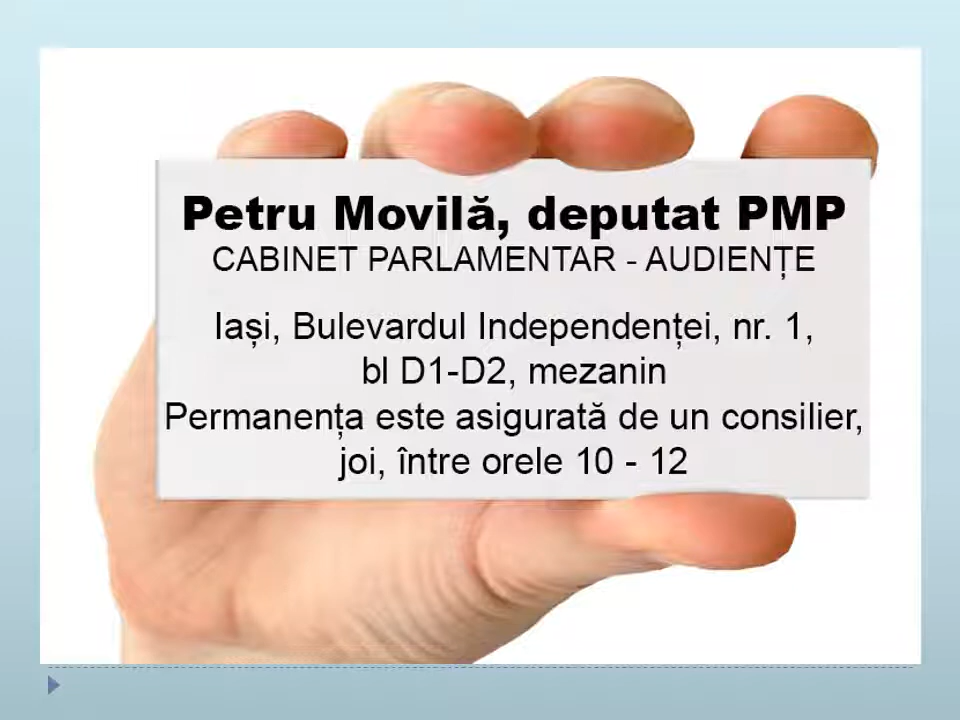 Petru Movilă, deputat PMP
CABINET PARLAMENTAR - AUDIENȚE
Iași, Bulevardul Independenței, nr. 1,
bl D1-D2, mezanin
Permanența este asigurată de un consilier,
joi, între orele 10 - 12